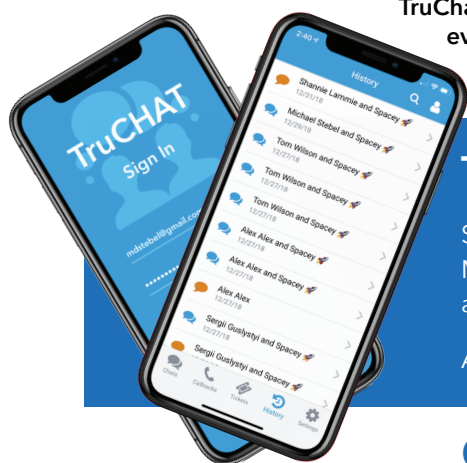 TruCha
ev
TruCHAT
Sign In
mdstebel@gmail.com
2:40
History
Shannie Lammie and Spacey 🚀
12/31/18
Michael Stebel and Spacey 🚀
12/29/18
Tom Wilson and Spacey 🚀
12/27/18
Tom Wilson and Spacey 🚀
12/27/18
Tom Wilson and Spacey 🚀
12/27/18
Alex Alex and Spacey 🚀
12/27/18
Alex Alex and Spacey 🚀
12/27/18
Alex Alex
12/27/18
Sergii Guslystyi and Spacey 🚀
12/27/18
Sergii Guslystyi and Spacey 🚀
Chats
Callbacks
Tickets
History
Settings
S
N
a
A